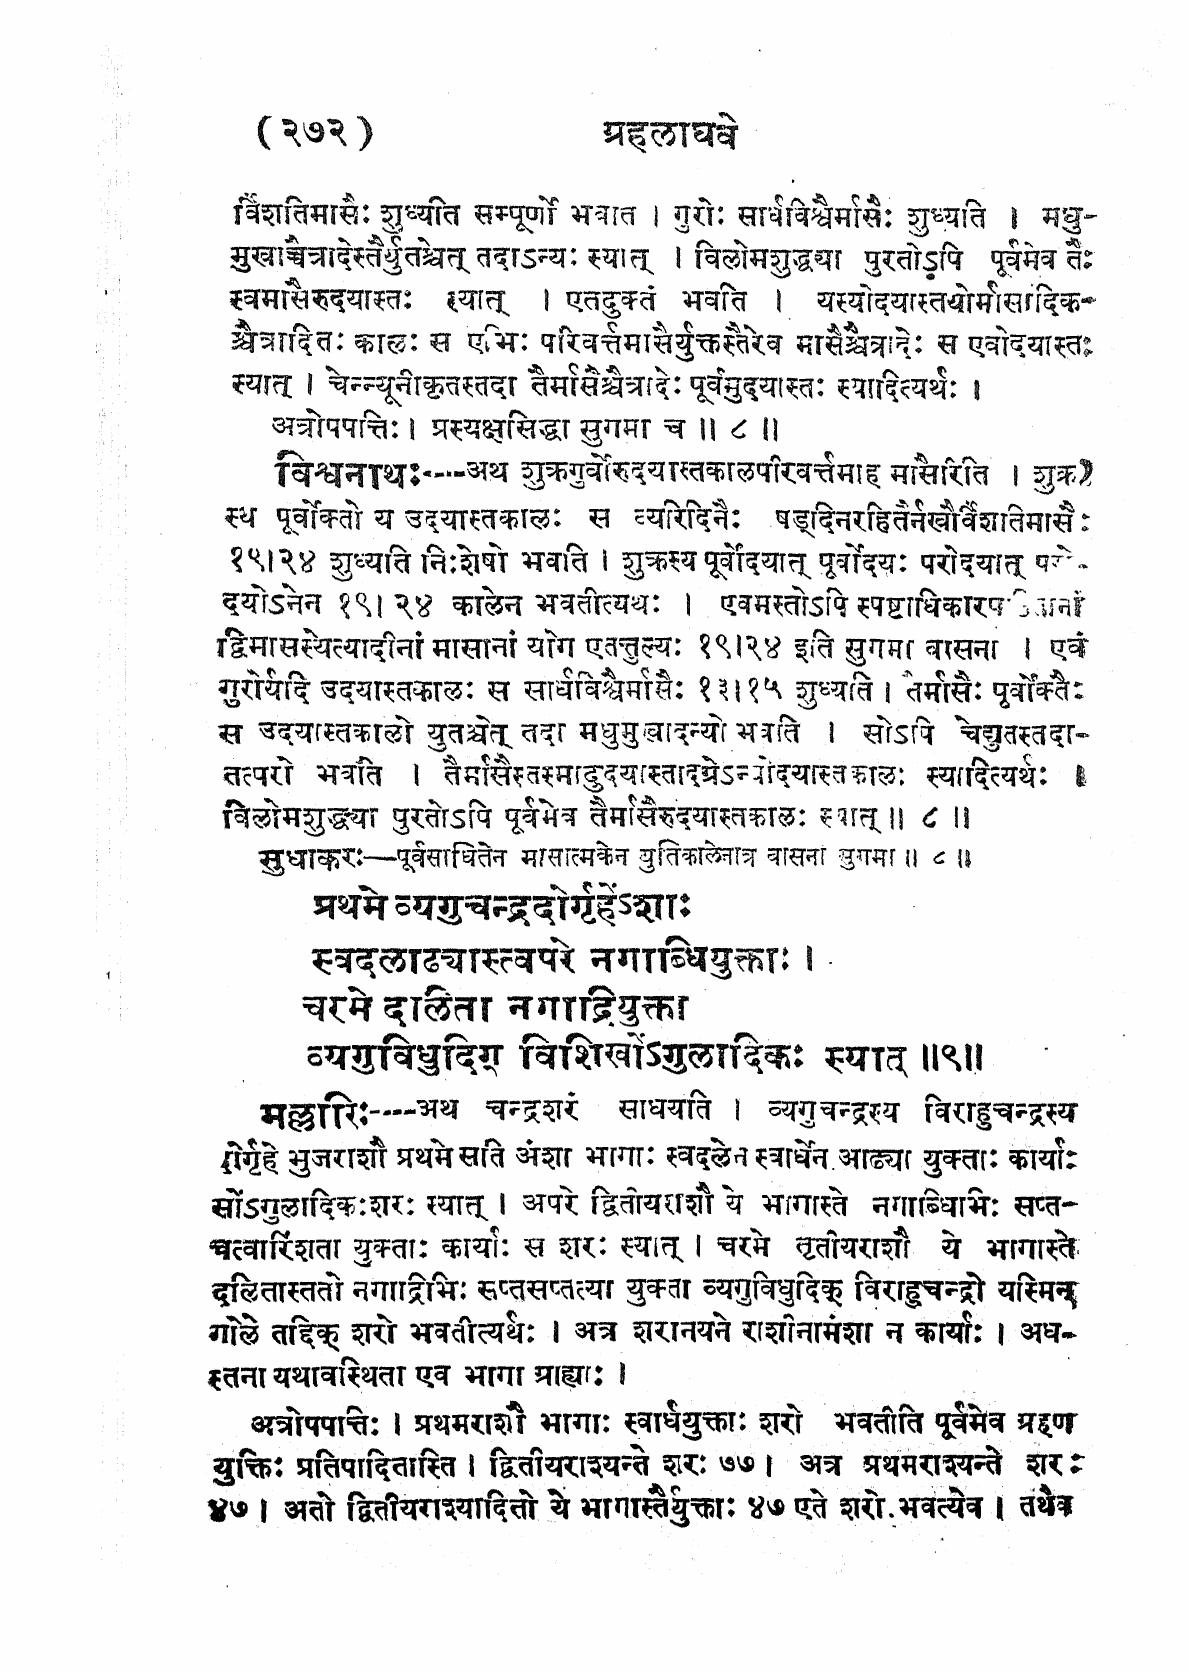 (२७२) ग्रहलाघवे
र्विंशतिमासैः शुध्यति सम्पूर्णो भवति । गुरोः सार्धविश्वैर्मासैः शुध्यति । मधु-
मुखाच्चैत्रादेस्तैर्युतश्चेत् तदाऽन्यः स्यात् । विलोमशुद्ध्या पुरतोऽपि पूर्वमेव तैः
स्वमासैरुदयास्तः स्यात् । एतदुक्तं भवति । यस्योदयास्तयोर्मासादिक-
श्चैत्रादितः कालः स एभिः परिवर्त्तमासैर्युक्तस्तैरेव मासैश्चैत्रादेः स एवोदयास्तः
स्यात् । चेन्न्यूनीकृतस्तदा तैर्मासैश्चैत्रादेः पूर्वमुदयास्तः स्यादित्यर्थः ।
अत्रोपपत्तिः । प्रत्यक्षसिद्धा सुगमा च ॥ ८ ॥
विश्वनाथः----अथ शुक्रगुर्वोरुदयास्तकालपरिवर्त्तमाह मासैरिति । शुक्र
स्य पूर्वोक्तो य उदयास्तकालः स व्यरिदिनैः षड्दिनरहितैर्नखौर्विंशतिमासैः
१९।२४ शुध्यति निःशेषो भवति । शुक्रस्य पूर्वोदयात् पूर्वोदयः परोदयात् परो-
दयोऽनेन १९।२४ कालेन भवतीत्यथः । एवमस्तोऽपि
द्विमासस्येत्यादीनां मासानां योग एतत्तुल्यः १९।२४ इति सुगमा वासना । एवं
गुरोर्यदि उदयास्तकालः स सार्धविश्वैर्मासैः १३।१५ शुध्यति । तैर्मासैः पूर्वोक्तैः
स उदयास्तकालो युतश्चेत् तदा मधुमुखादन्यो भवति । सोऽपि चेद्युतस्तदा-
तत्परो भवति । तैर्मासैस्तस्मादुदयास्तादग्रेऽन्योदयास्तकालः स्यादित्यर्थः ।
विलोमशुद्ध्या पुरतोऽपि पूर्वमेव तैर्मासैरुदयास्तकालः स्यात् ॥ ८ ॥
सुधाकरः—पूर्वसाधितेन मासात्मकेन युतिकालेनात्र वासना सुगमा ॥ ८ ॥
प्रथमे व्यगुचन्द्रदोर्गृहेंऽशाः
स्वदलाढ्यास्त्वपरे नगाब्धियुक्ताः ।
चरमे दलिता नगाद्रियुक्ता
व्यगुविधुदिग् विशिखोंऽगुलादिकः स्यात् ॥९॥
मल्लारिः----अथ चन्द्रशरं साधयति । व्यगुचन्द्रस्य विराहुचन्द्रस्य
दोर्गृहे भुजराशौ प्रथमे सति अंशा भागाः स्वदलेन स्वार्धेन आढ्या युक्ताः कार्याः
सोंऽगुलादिकःशरः स्यात् । अपरे द्वितीयराशौ ये भागास्ते नगाब्धिभिः सप्त-
चत्वारिंशता युक्ताः कार्याः स शरः स्यात् । चरमे तृतीयराशौ ये भागास्ते
दलितास्ततो नगाद्रिभिः सप्तसप्तत्या युक्ता व्यगुविधुदिक् विराहुचन्द्रो यस्मिन्
गोले तद्दिक् शरो भवतीत्यर्थः । अत्र शरानयने राशीनामंशा न कार्याः । अध-
स्तना यथावस्थिता एव भागा ग्राह्याः ।
अत्रोपपत्तिः । प्रथमराशौ भागाः स्वार्धयुक्ताः शरो भवतीति पूर्वमेव ग्रहण
युक्तिः प्रतिपादितास्ति । द्वितीयराश्यन्ते शरः ७७ । अत्र प्रथमराश्यन्ते शरः
४७ । अतो द्वितीयराश्यादितो ये भागास्तैर्युक्ताः ४७ एते शरो भवत्येव । तथैव